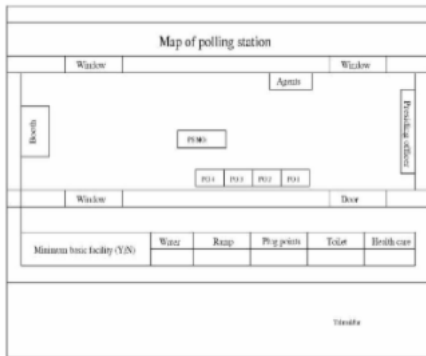 Map of polling station
Window Window
Agents
Booth
Presiding officer
PO4 PO3 PO2 PO1
Window Door
Minimum basic facility (Y/N) Water Ramp Plug points Toilet Health care